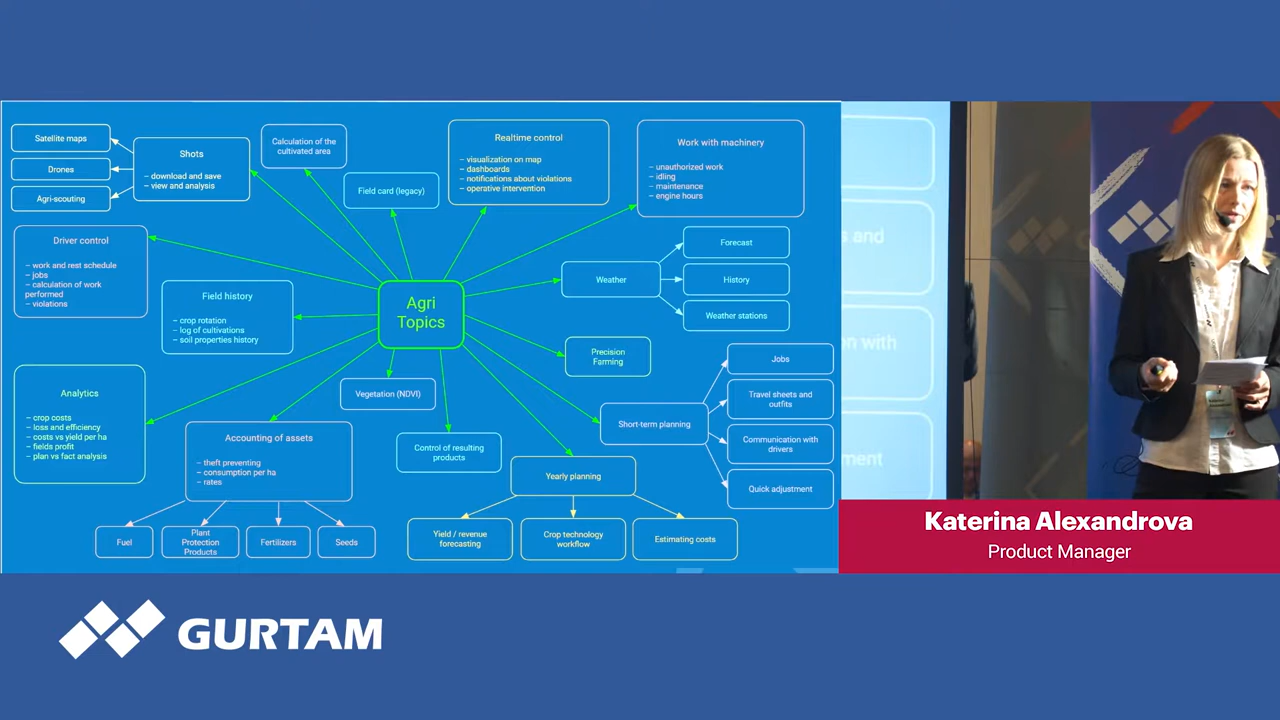 Satellite maps
Drones
Agri-scouting
Shots
– download and save
– view and analysis
Calculation of the
cultivated area
Field card (legacy)
Realtime control
– visualization on map
– dashboards
– notifications about violations
– operative intervention
Work with machinery
– unauthorized work
– idling
– maintenance
– engine hours
Driver control
– work and rest schedule
– jobs
– calculation of work
performed
– violations
Field history
– crop rotation
– log of cultivations
– soil properties history
Agri
Topics
Weather
Forecast
History
Weather stations
Precision
Farming
Analytics
– crop costs
– loss and efficiency
– costs vs yield per ha
– fields profit
– plan vs fact analysis
Vegetation (NDVI)
Accounting of assets
– theft preventing
– consumption per ha
– rates
Fuel
Plant
Protection
Products
Fertilizers
Seeds
Control of resulting
products
Yearly planning
Yield / revenue
forecasting
Crop technology
workflow
Estimating costs
Short-term planning
Jobs
Travel sheets and
outfits
Communication with
drivers
Quick adjustment
and
n with
ment
Katerina Alexandrova
Product Manager
GURTAM